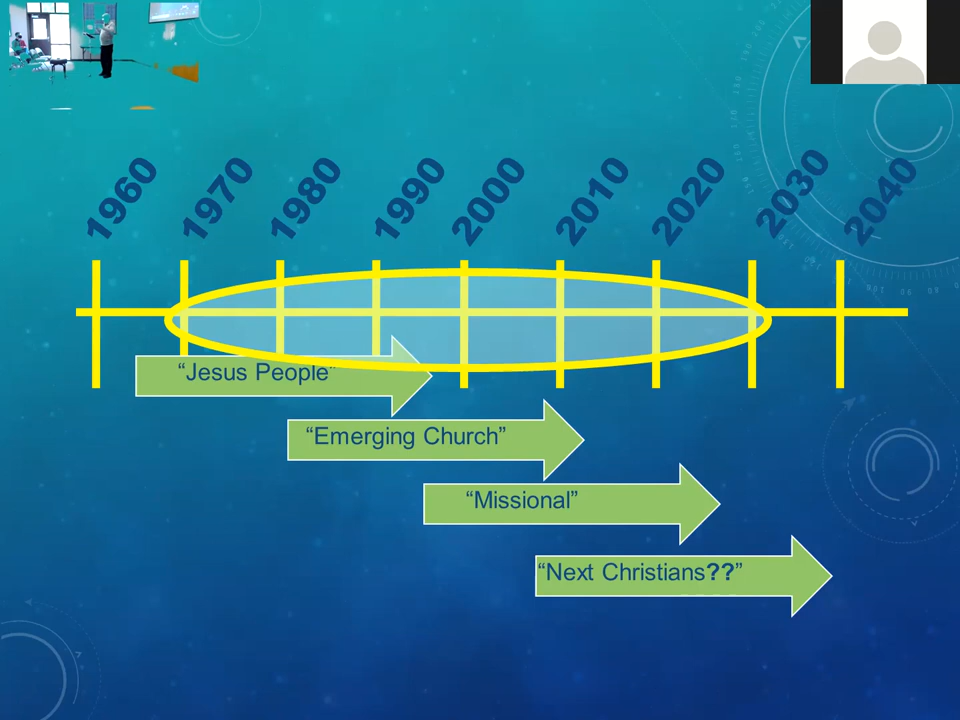 1960
1970
1980
1990
2000
2010
2020
2030
2040
“Jesus People”
“Emerging Church”
“Missional”
“Next Christians??”